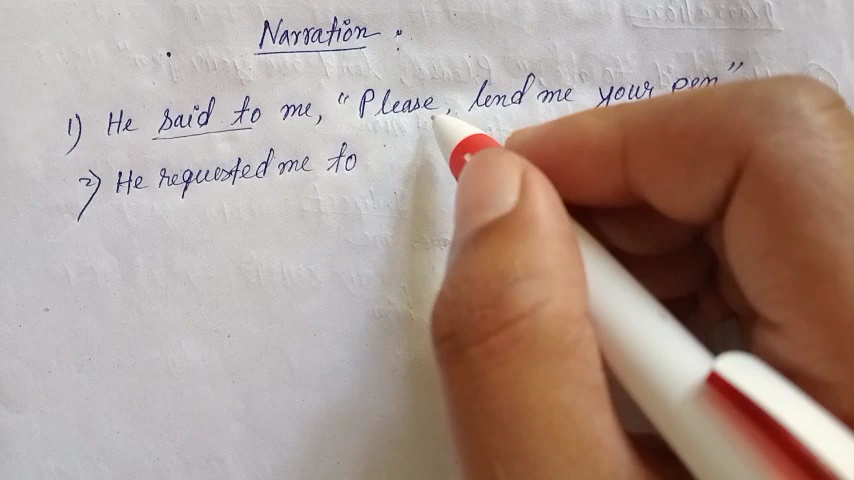 Narration :
1) He said to me, "Please, lend me your pen"
2) He requested me to